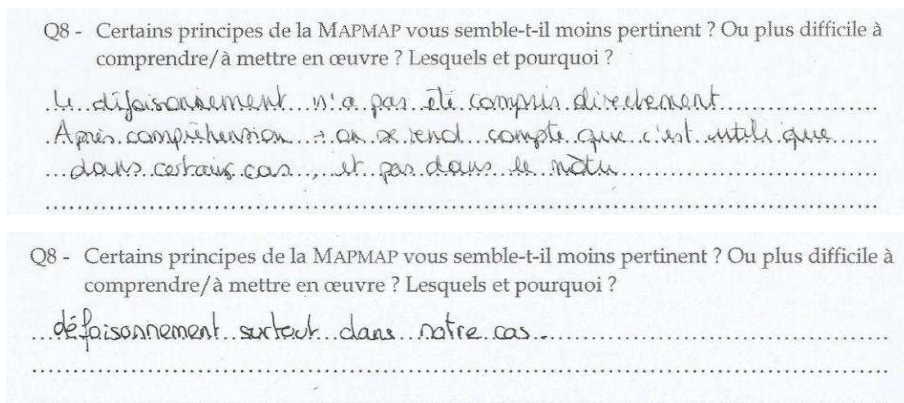 Q8 - Certains principes de la MAPMAP vous semble-t-il moins pertinent ? Ou plus difficile à
comprendre/à mettre en œuvre ? Lesquels et pourquoi ?
Le défaisonnement n'a pas été compris directement
Après compréhension → on se rend compte que c'est utile que
dans certains cas, et pas dans le nôtre
Q8 - Certains principes de la MAPMAP vous semble-t-il moins pertinent ? Ou plus difficile à
comprendre/à mettre en œuvre ? Lesquels et pourquoi ?
défoisonnement surtout dans notre cas.